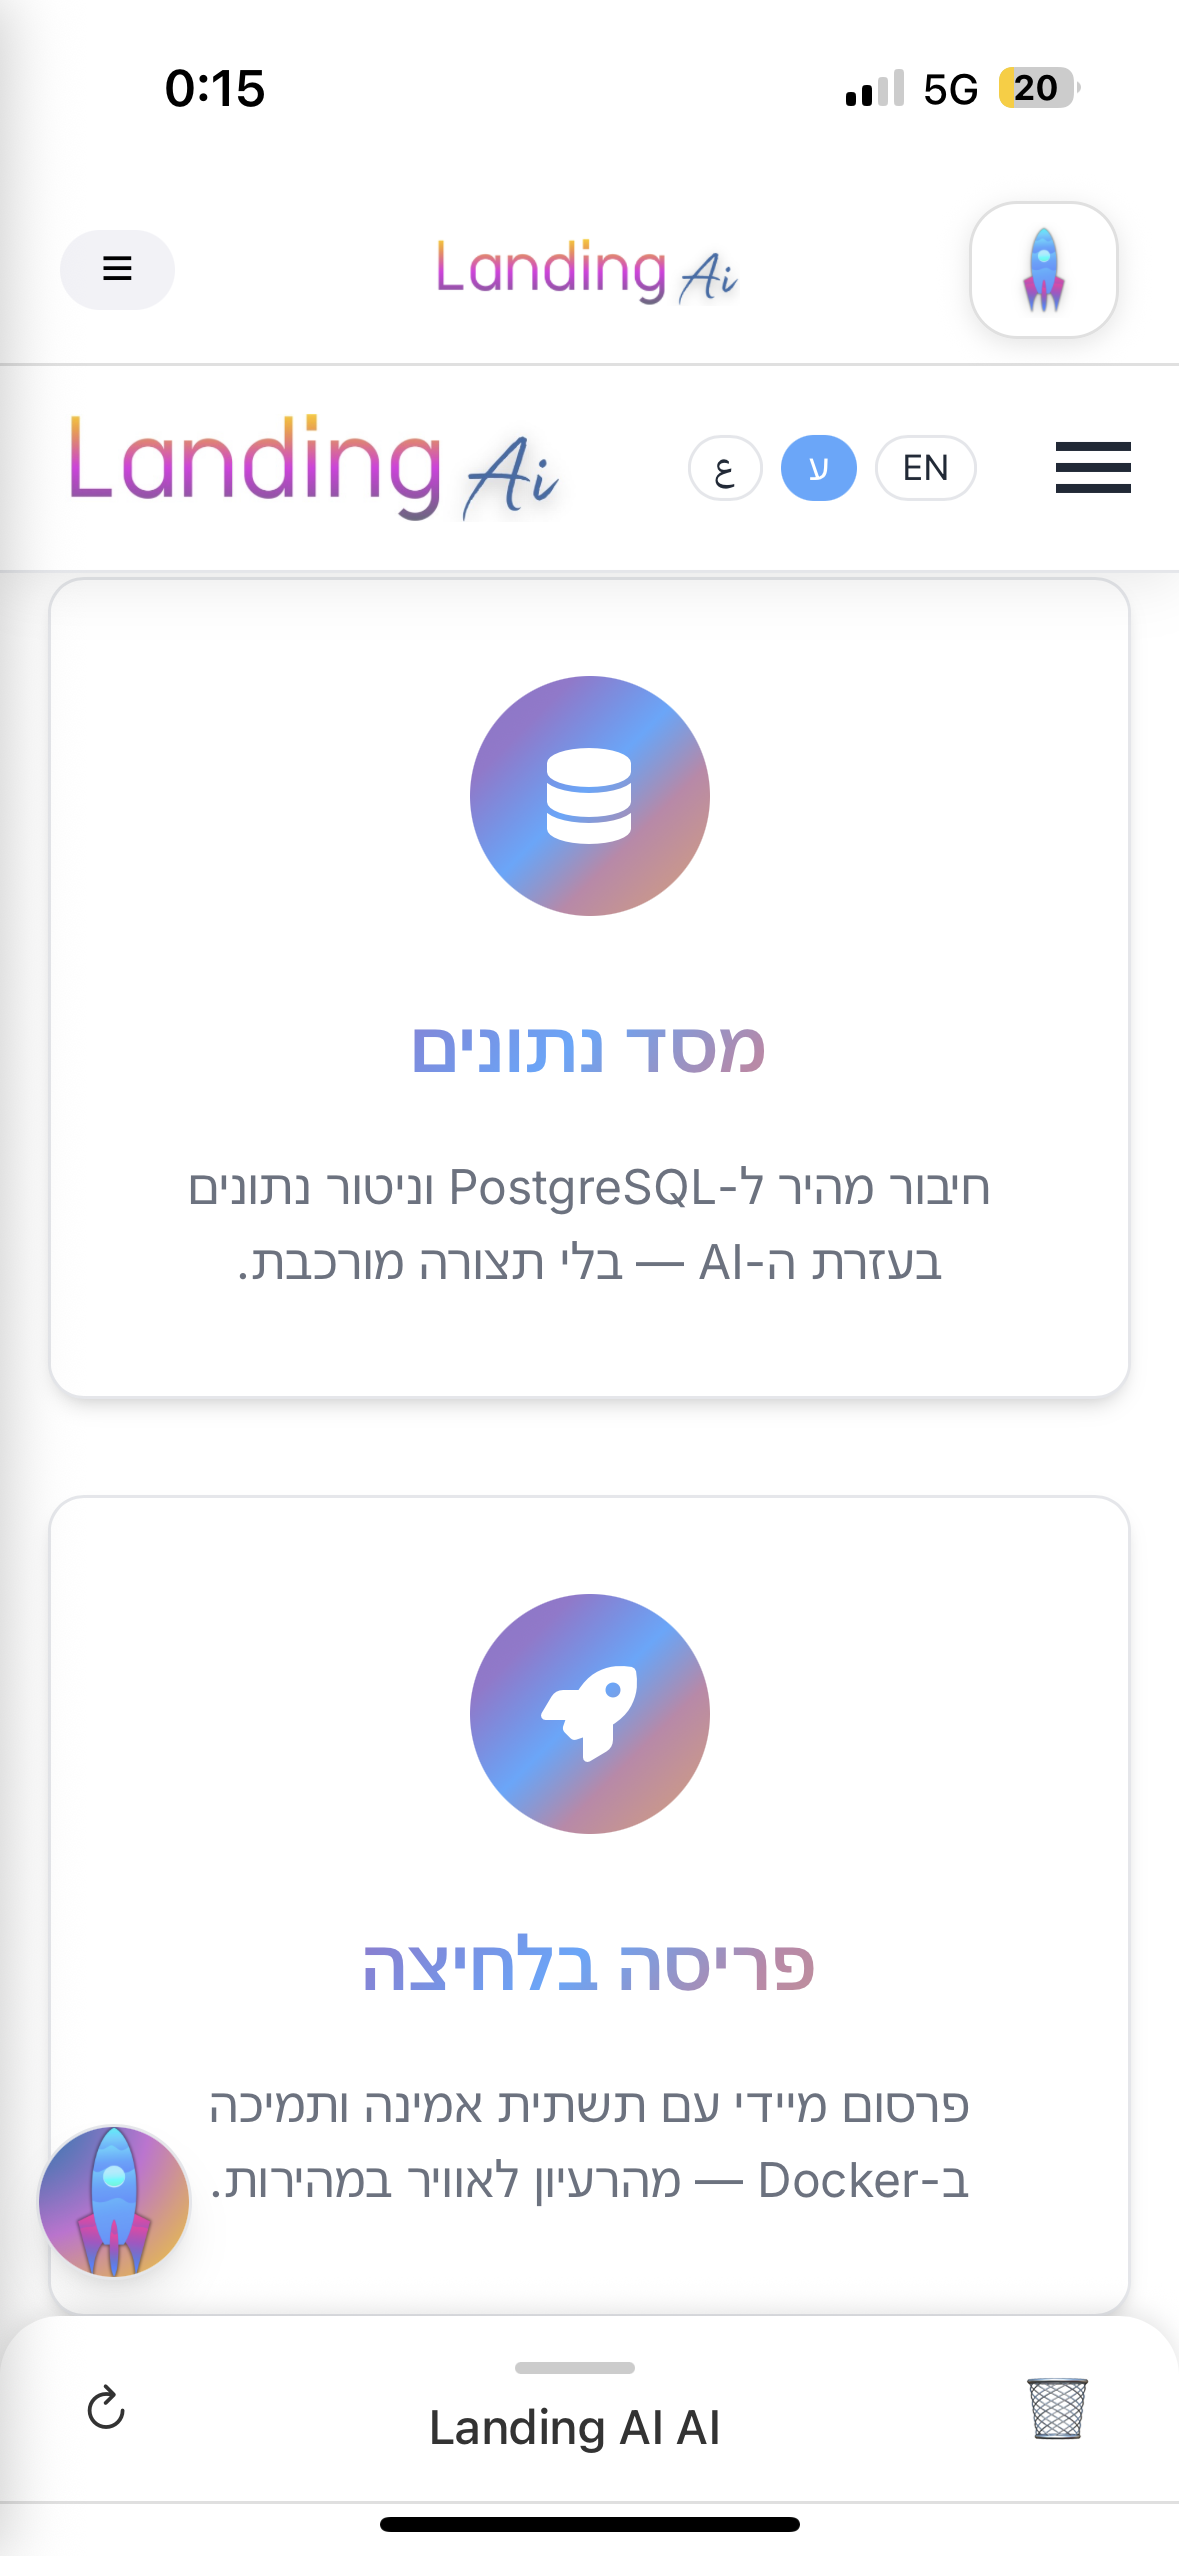 0:15
5G
20
Landing Ai
Landing Ai
ع
ע
EN
מסד נתונים
חיבור מהיר ל-PostgreSQL וניטור נתונים
בעזרת ה-AI — בלי תצורה מורכבת.
פריסה בלחיצה
פרסום מיידי עם תשתית אמינה ותמיכה
ב-Docker — מהרעיון לאוויר במהירות.
Landing AI AI